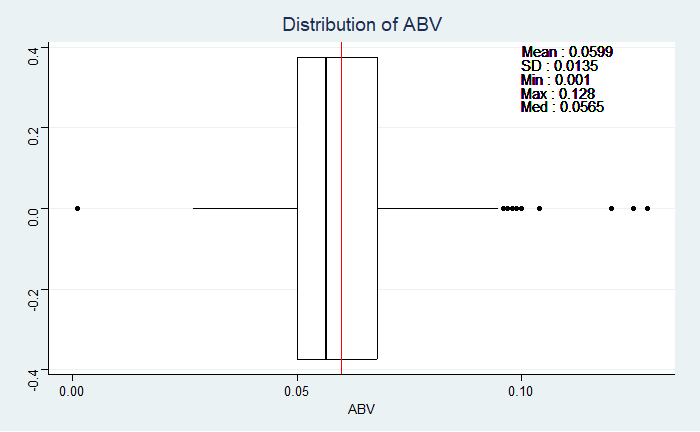 Distribution of ABV
Mean : 0.0599
SD : 0.0135
Min : 0.001
Max : 0.128
Med : 0.0565
0.4
0.2
0.0
-0.2
-0.4
0.00
0.05
0.10
ABV